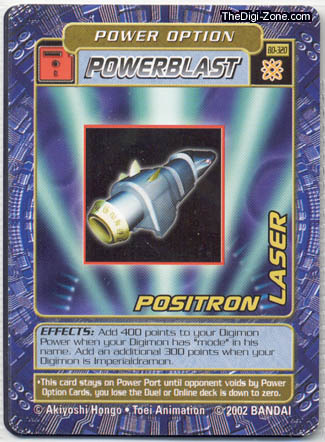 TheDigi-Zone.com
POWER OPTION
BO-320
POWERBLAST
POSITRON
LASER
EFFECTS: Add 400 points to your Digimon
Power when your Digimon has "mode" in his
name. Add an additional 300 points when your
Digimon is Imperialdramon.
•This card stays on Power Port until opponent voids by Power
Option Cards, you lose the Duel or Online deck is down to zero.
© Akiyoshi Hongo • Toei Animation © 2002 BANDAI